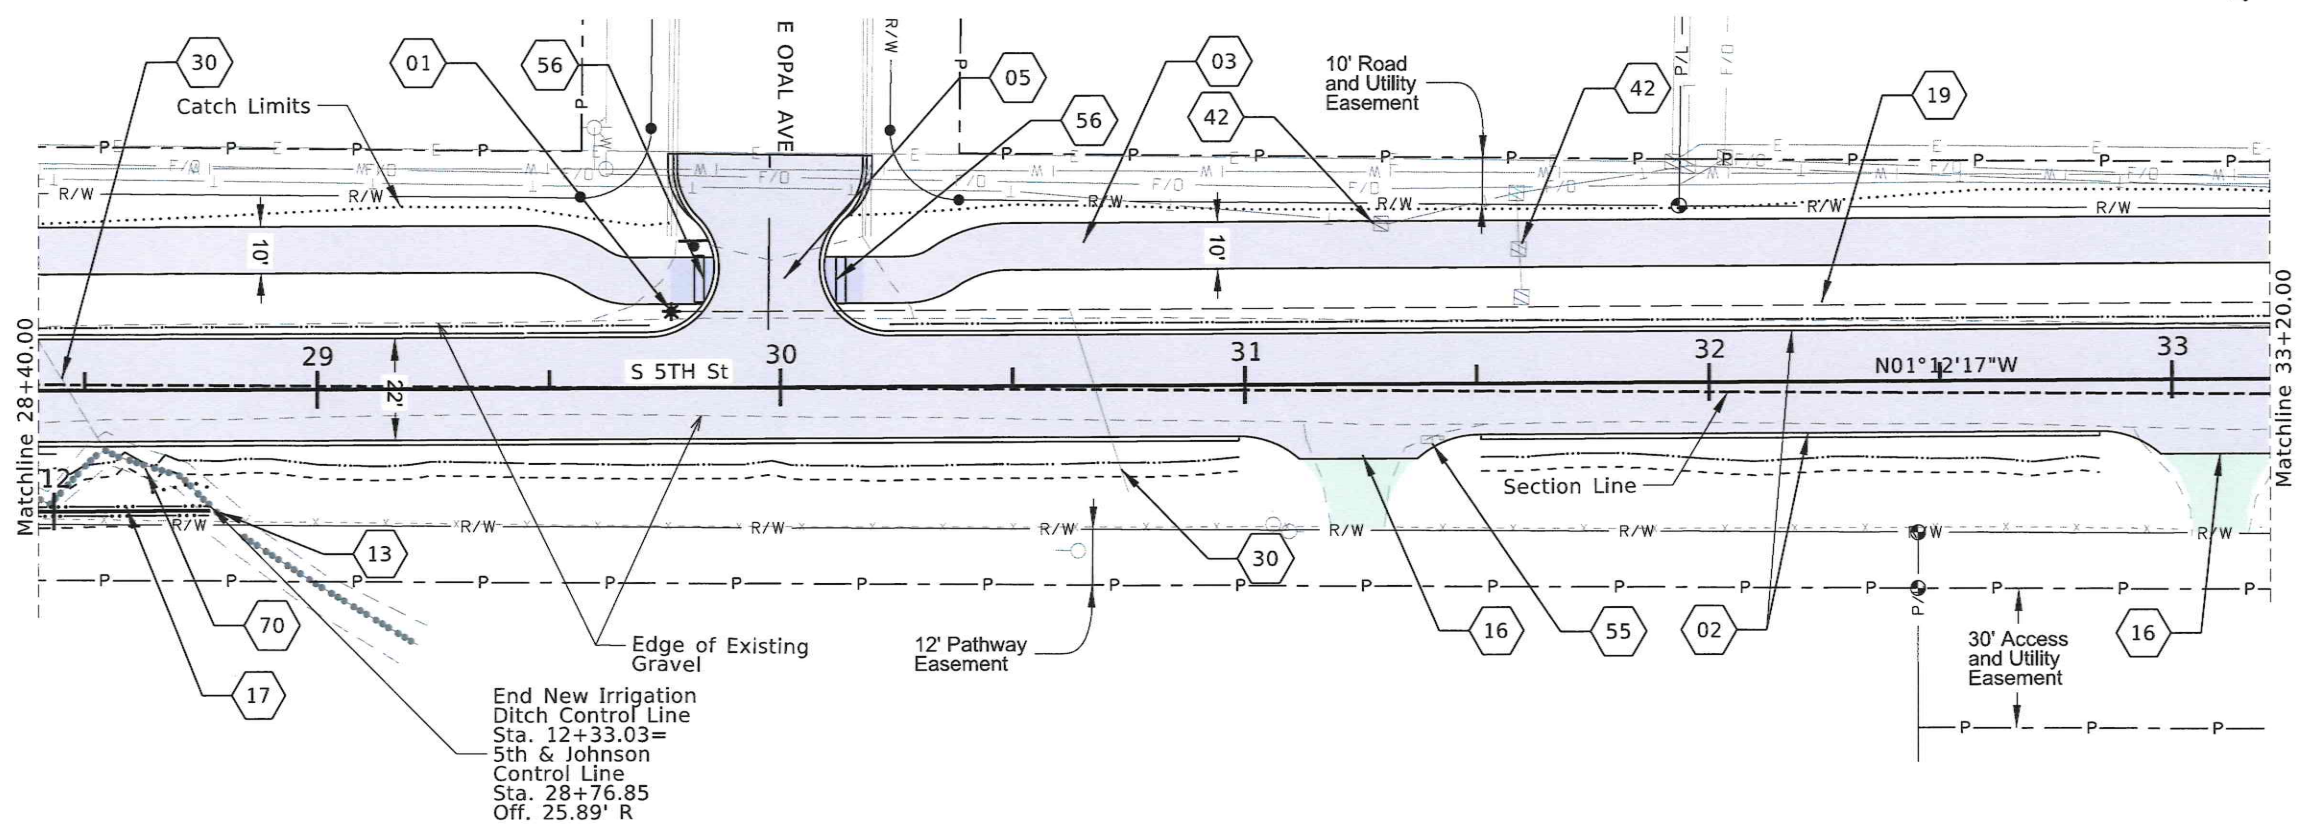 E OPAL AVE
R/W
P
P
P/L
F/O
30
01
56
05
03
42
42
19
56
Catch Limits
10' Road
and Utility
Easement
P P P P P P P P P P P P P P
E E E E E E E E E
F/O F/O F/O F/O F/O F/O F/O F/O
R/W R/W R/W R/W R/W R/W
10'
10'
Matchline 28+40.00
Matchline 33+20.00
29
S 5TH St
30
31
32
N01°12'17"W
33
22'
12
Section Line
R/W R/W R/W R/W R/W R/W R/W R/W
13
30
P P P P P P P P P P P P P P P P P P
P/L
70
17
16
55
02
16
Edge of Existing
Gravel
12' Pathway
Easement
30' Access
and Utility
Easement
End New Irrigation
Ditch Control Line
Sta. 12+33.03=
5th & Johnson
Control Line
Sta. 28+76.85
Off. 25.89' R
P P P